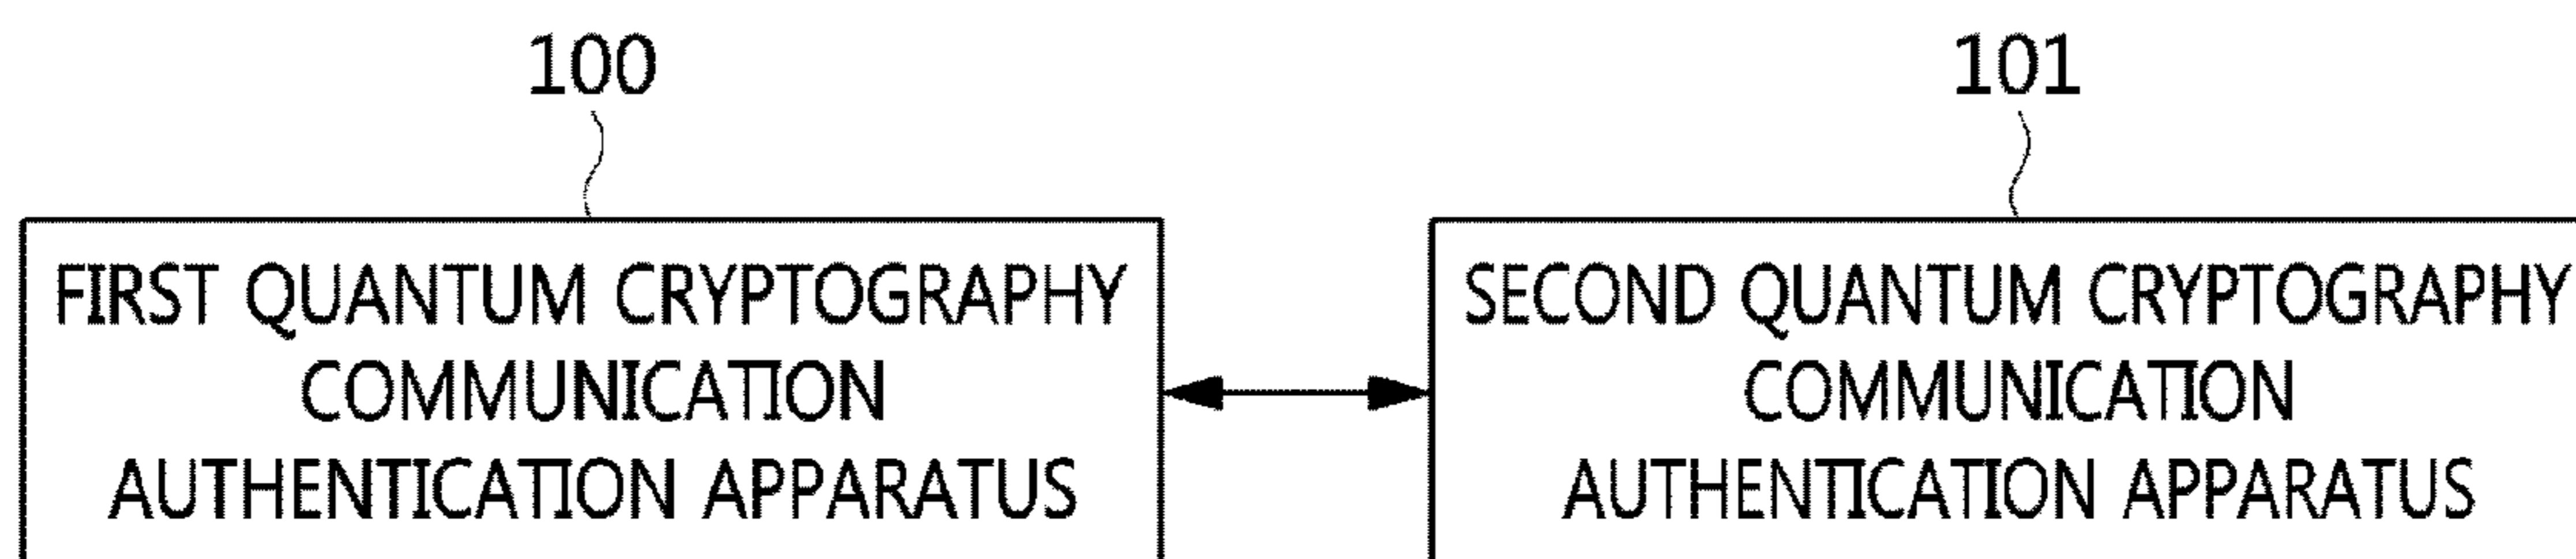 100
101
FIRST QUANTUM CRYPTOGRAPHY
COMMUNICATION
AUTHENTICATION APPARATUS
SECOND QUANTUM CRYPTOGRAPHY
COMMUNICATION
AUTHENTICATION APPARATUS